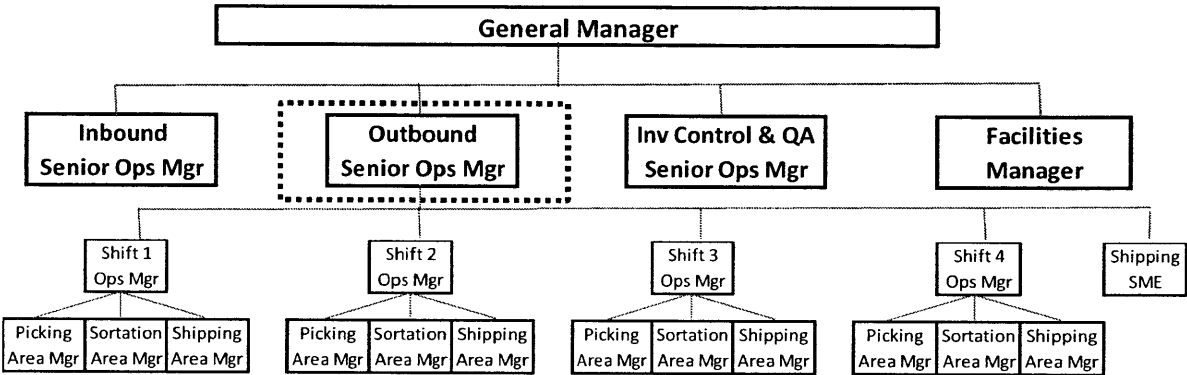 General Manager
Inbound
Senior Ops Mgr
Outbound
Senior Ops Mgr
Inv Control & QA
Senior Ops Mgr
Facilities
Manager
Shift 1
Ops Mgr
Shift 2
Ops Mgr
Shift 3
Ops Mgr
Shift 4
Ops Mgr
Shipping
SME
Picking
Area Mgr
Sortation
Area Mgr
Shipping
Area Mgr
Picking
Area Mgr
Sortation
Area Mgr
Shipping
Area Mgr
Picking
Area Mgr
Sortation
Area Mgr
Shipping
Area Mgr
Picking
Area Mgr
Sortation
Area Mgr
Shipping
Area Mgr